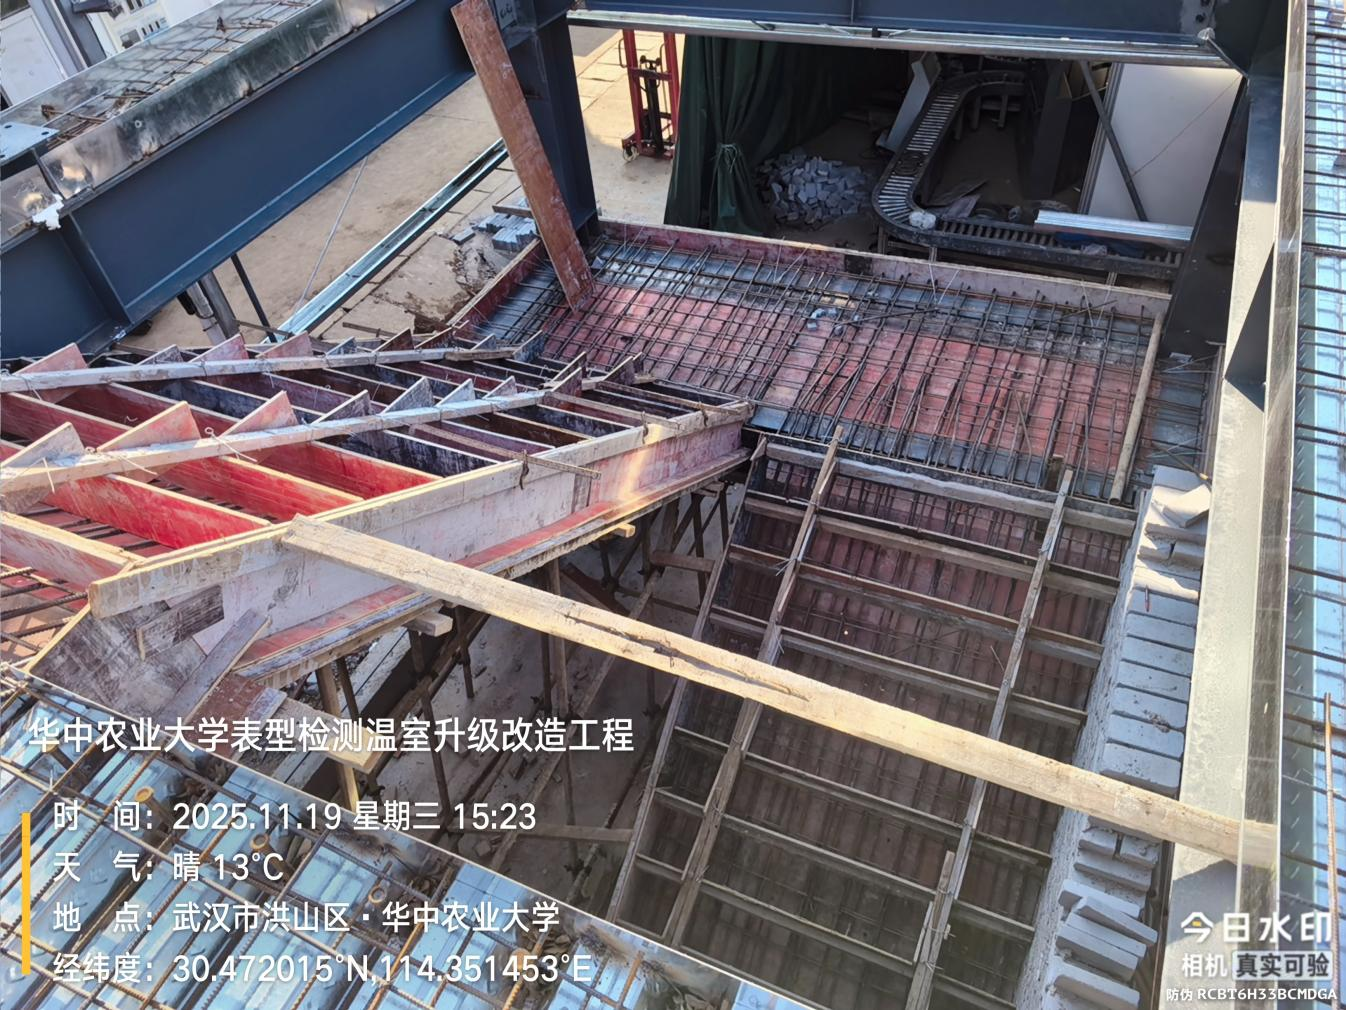 华中农业大学表型检测温室升级改造工程
时　间：2025.11.19 星期三 15:23
天　气：晴 13°C
地　点：武汉市洪山区·华中农业大学
经纬度：30.472015°N,114.351453°E
今日水印
相机 真实可验
防伪 RCBT6H33BCMDGA